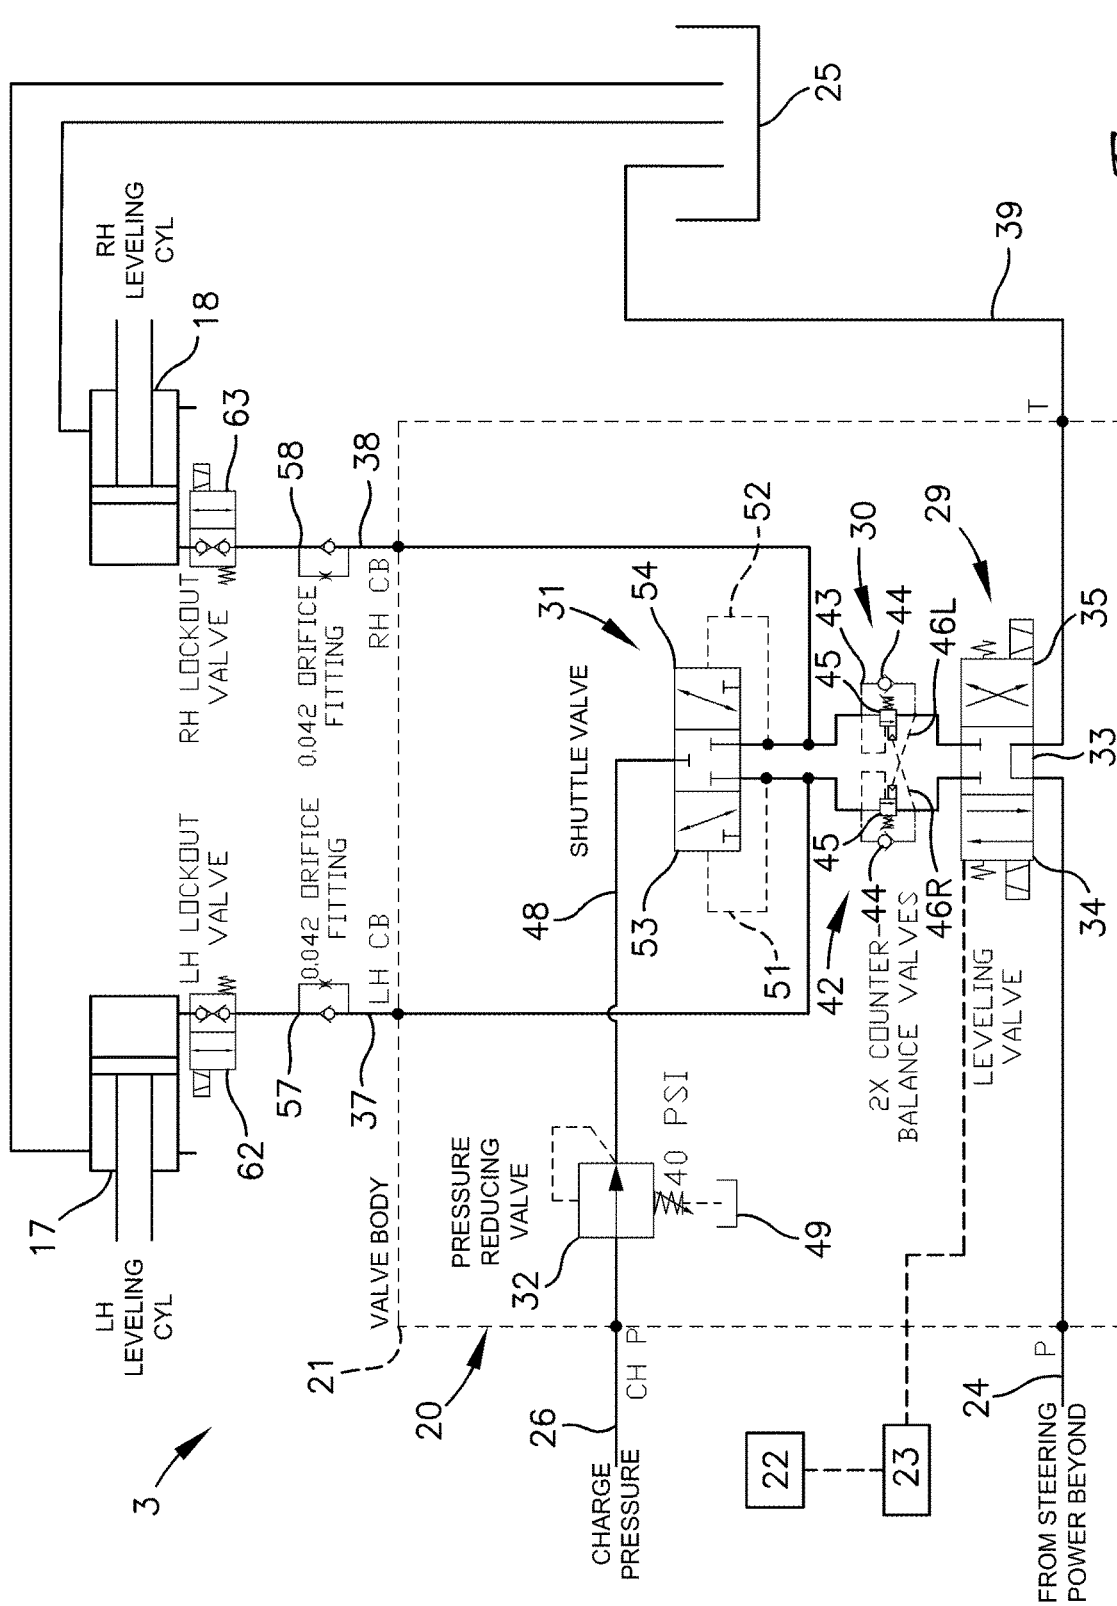 3
LH
LEVELING
CYL
17
RH
LEVELING
CYL
18
LH LOCKOUT
VALVE
62
RH LOCKOUT
VALVE
63
57
0.042 ORIFICE
FITTING
58
0.042 ORIFICE
FITTING
37
LH CB
38
RH CB
21
VALVE BODY
20
PRESSURE
REDUCING
VALVE
32
40 PSI
49
CH P
26
CHARGE
PRESSURE
48
SHUTTLE VALVE
31
53
54
51
52
42
2X COUNTER-
BALANCE VALVES
45
44
46R
45
43
30
44
46L
29
LEVELING
VALVE
34
33
35
22
23
24
P
FROM STEERING
POWER BEYOND
T
39
25